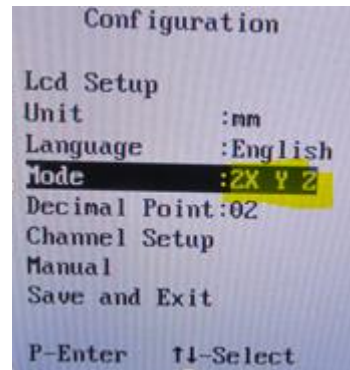 Configuration
Lcd Setup
Unit :mm
Language :English
Mode :2X Y Z
Decimal Point:02
Channel Setup
Manual
Save and Exit
P-Enter ↑↓-Select